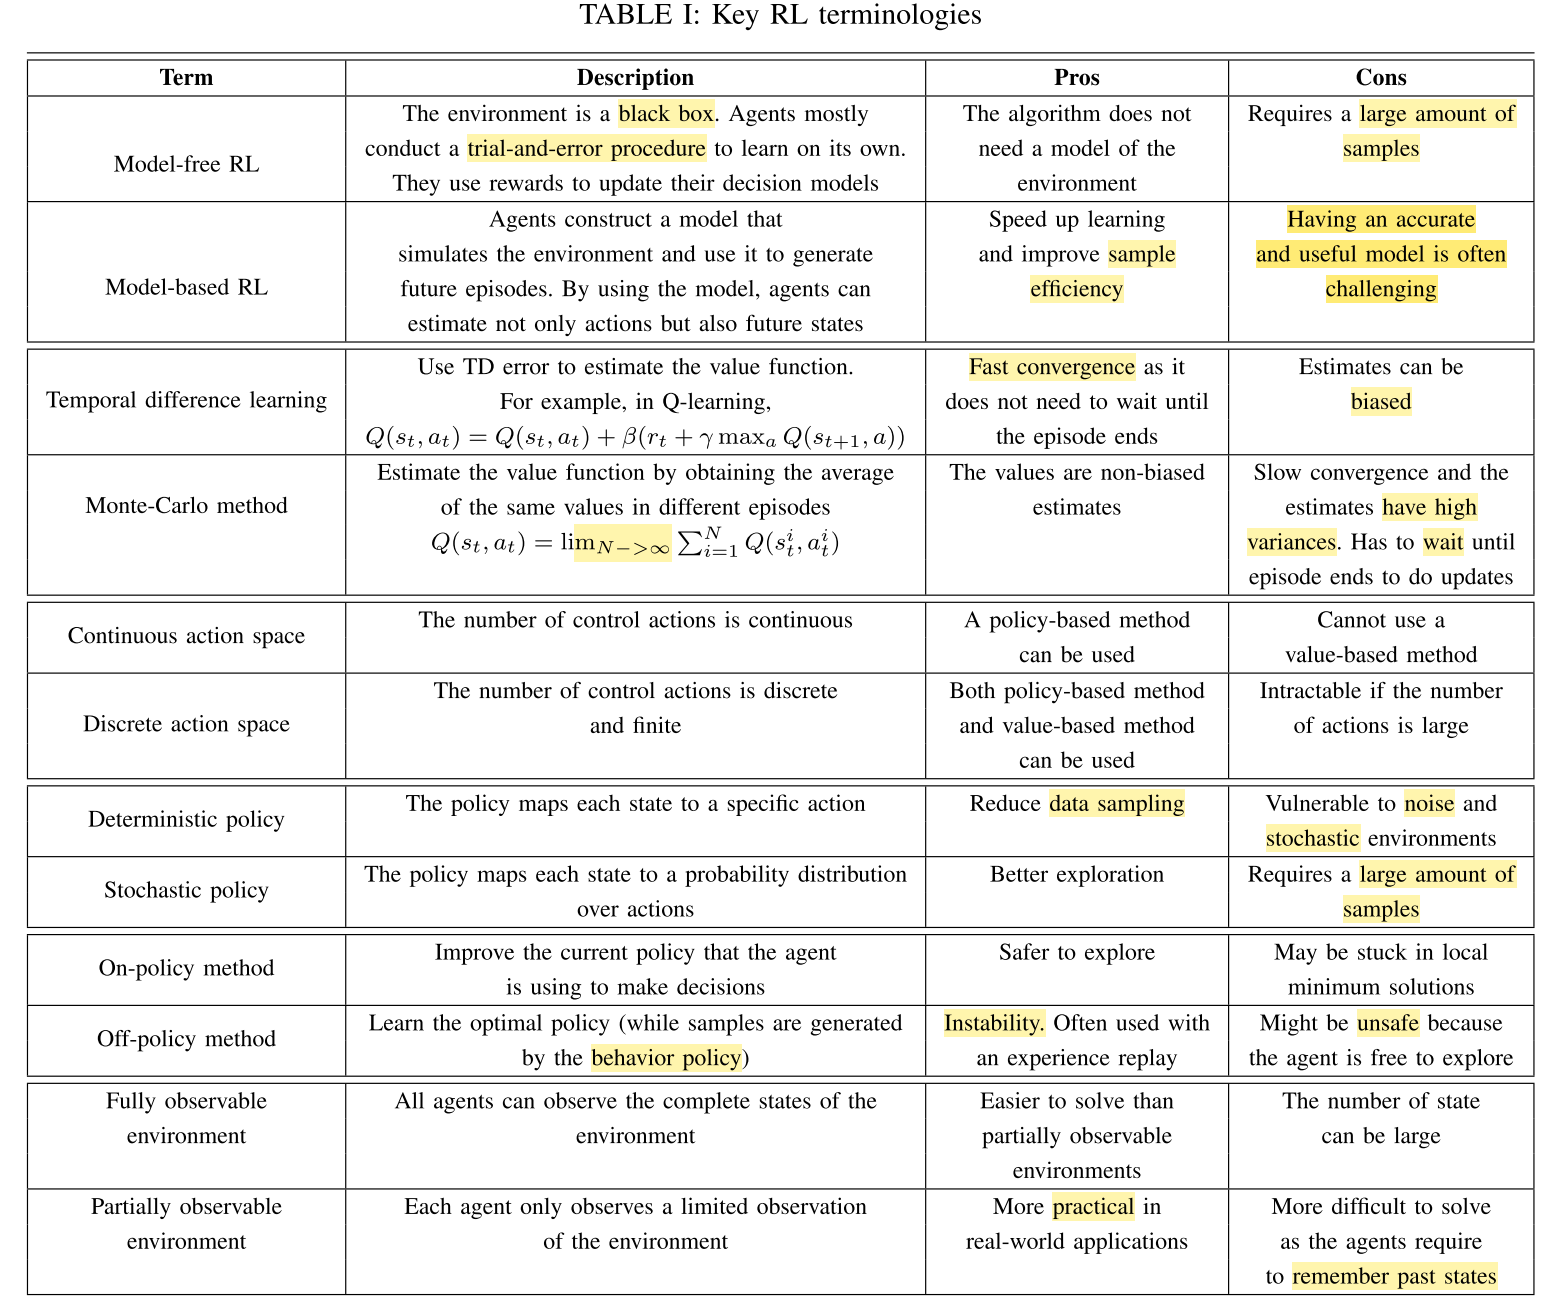 TABLE I: Key RL terminologies
Term Description Pros Cons
Model-free RL
The environment is a black box. Agents mostly
conduct a trial-and-error procedure to learn on its own.
They use rewards to update their decision models
The algorithm does not
need a model of the
environment
Requires a large amount of
samples
Model-based RL
Agents construct a model that
simulates the environment and use it to generate
future episodes. By using the model, agents can
estimate not only actions but also future states
Speed up learning
and improve sample
efficiency
Having an accurate
and useful model is often
challenging
Temporal difference learning
Use TD error to estimate the value function.
For example, in Q-learning,
Q(s_t, a_t) = Q(s_t, a_t) + β(r_t + γ max_a Q(s_{t+1}, a))
Fast convergence as it
does not need to wait until
the episode ends
Estimates can be
biased
Monte-Carlo method
Estimate the value function by obtaining the average
of the same values in different episodes
Q(s_t, a_t) = lim_{N−>∞} ∑_{i=1}^{N} Q(s_t^i, a_t^i)
The values are non-biased
estimates
Slow convergence and the
estimates have high
variances. Has to wait until
episode ends to do updates
Continuous action space
The number of control actions is continuous
A policy-based method
can be used
Cannot use a
value-based method
Discrete action space
The number of control actions is discrete
and finite
Both policy-based method
and value-based method
can be used
Intractable if the number
of actions is large
Deterministic policy
The policy maps each state to a specific action
Reduce data sampling
Vulnerable to noise and
stochastic environments
Stochastic policy
The policy maps each state to a probability distribution
over actions
Better exploration
Requires a large amount of
samples
On-policy method
Improve the current policy that the agent
is using to make decisions
Safer to explore
May be stuck in local
minimum solutions
Off-policy method
Learn the optimal policy (while samples are generated
by the behavior policy)
Instability. Often used with
an experience replay
Might be unsafe because
the agent is free to explore
Fully observable
environment
All agents can observe the complete states of the
environment
Easier to solve than
partially observable
environments
The number of state
can be large
Partially observable
environment
Each agent only observes a limited observation
of the environment
More practical in
real-world applications
More difficult to solve
as the agents require
to remember past states